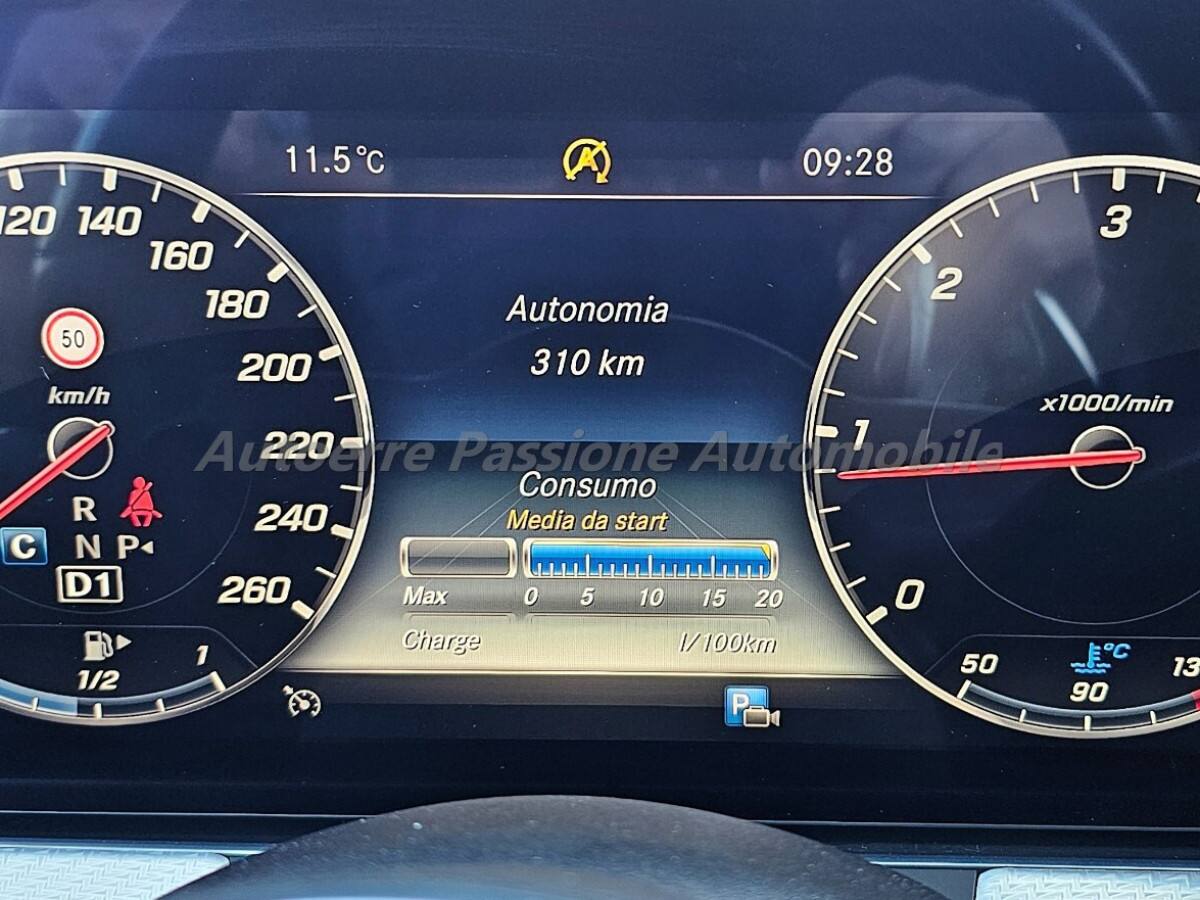 11.5°C
A
09:28
120
140
160
180
200
220
240
260
50
km/h
R
C
N
P
D1
1/2
1
Autonomia
310 km
Autoerre Passione Automobile
Consumo
Media da start
Max
0 5 10 15 20
Charge
l/100km
P
3
2
1
0
x1000/min
°C
50
90